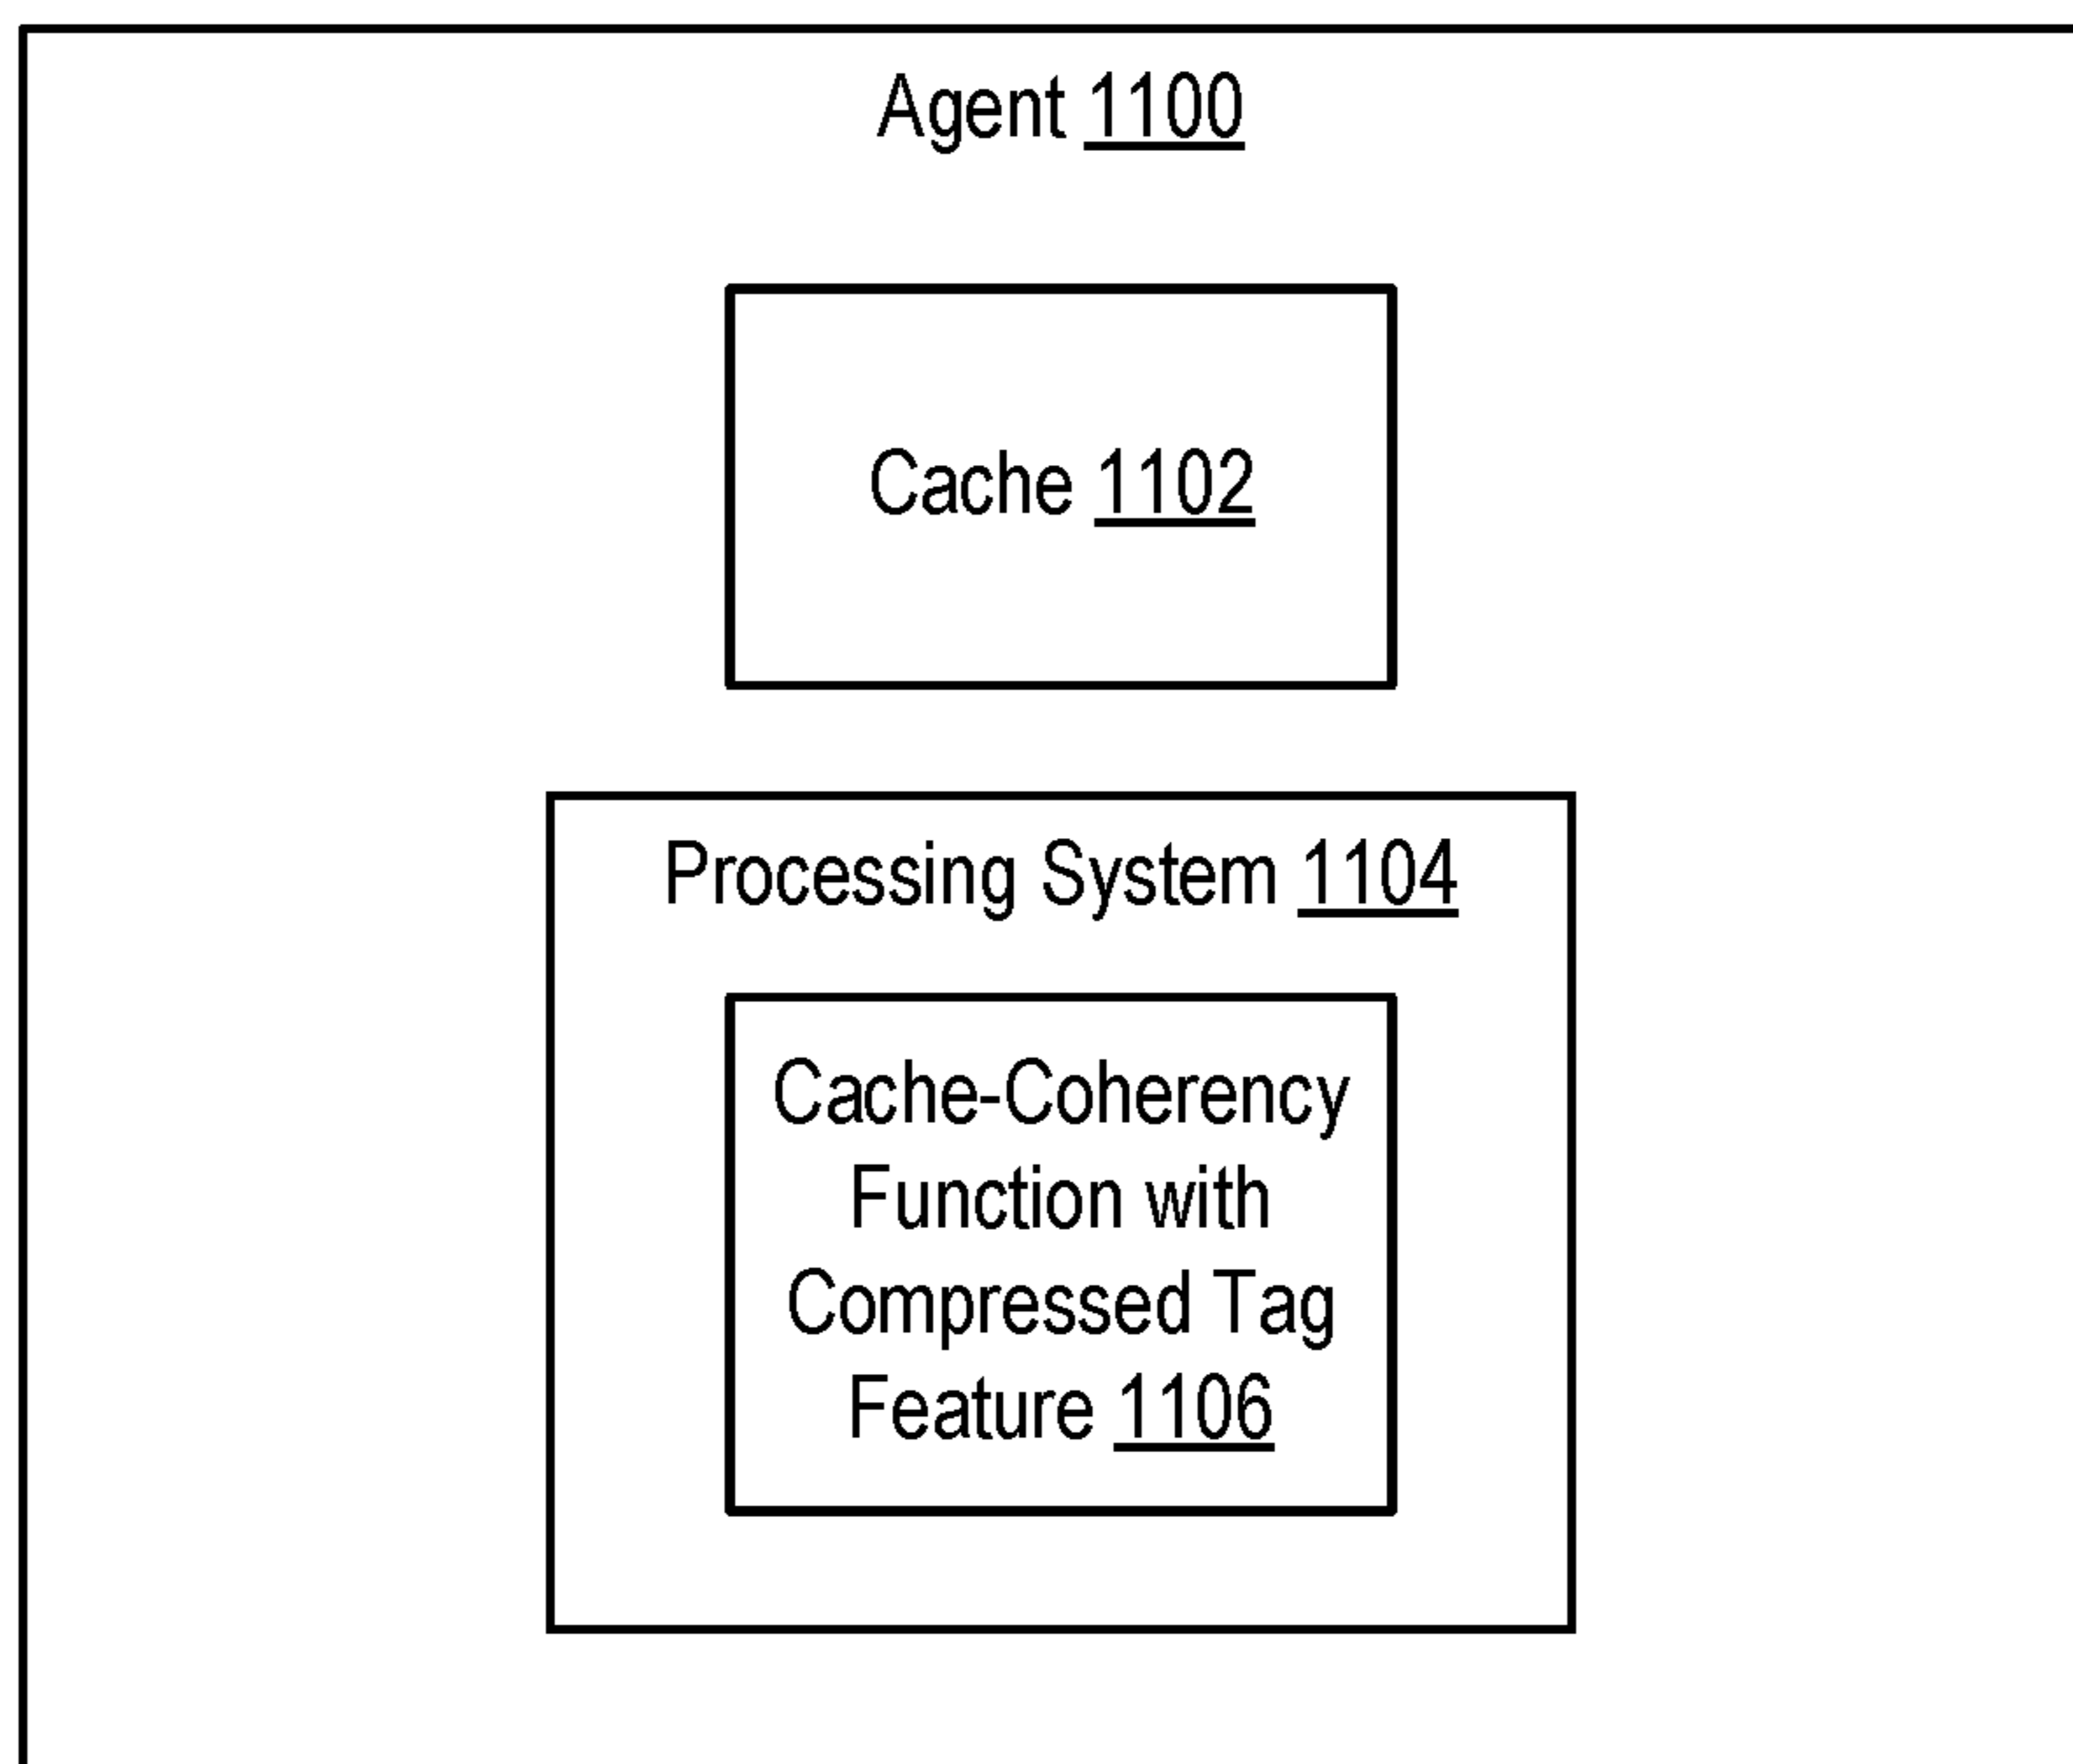 Agent 1100
Cache 1102
Processing System 1104
Cache-Coherency
Function with
Compressed Tag
Feature 1106